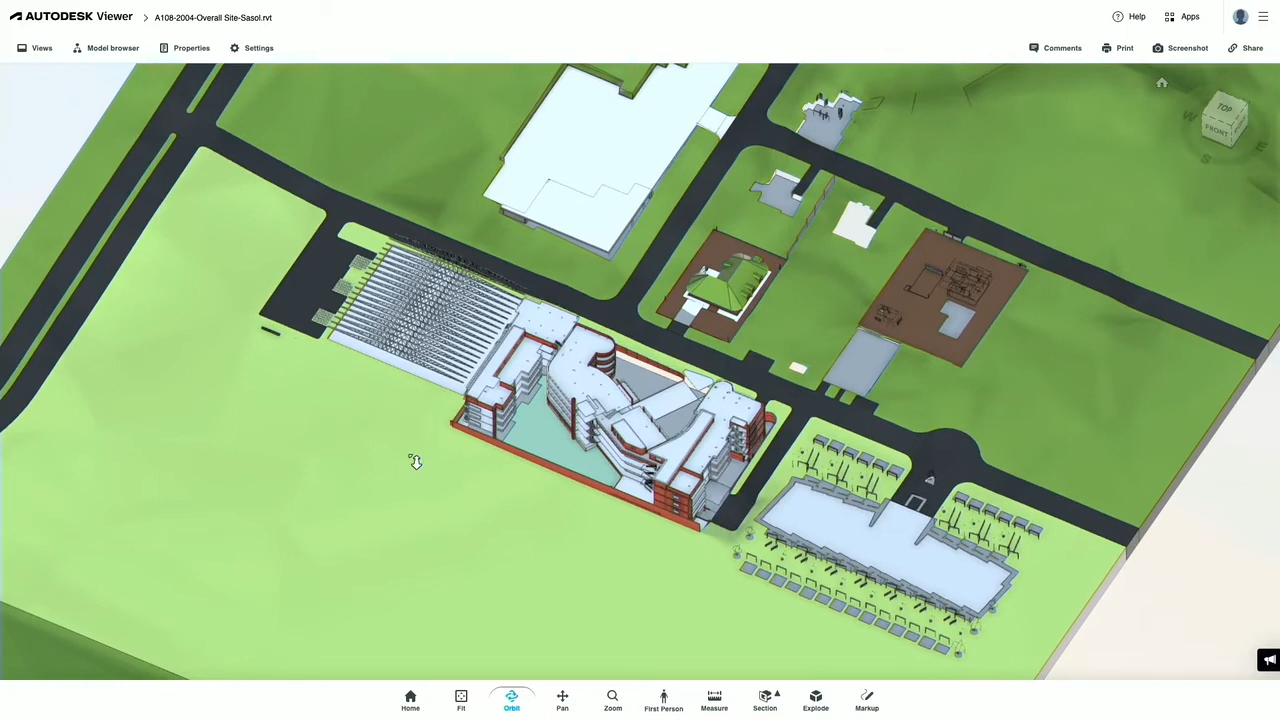 AUTODESK Viewer
A108-2004-Overall Site-Sasol.rvt
Help
Apps
Views
Model browser
Properties
Settings
Comments
Print
Screenshot
Share
TOP
FRONT
W
S
E
Home
Fit
Orbit
Pan
Zoom
First Person
Measure
Section
Explode
Markup